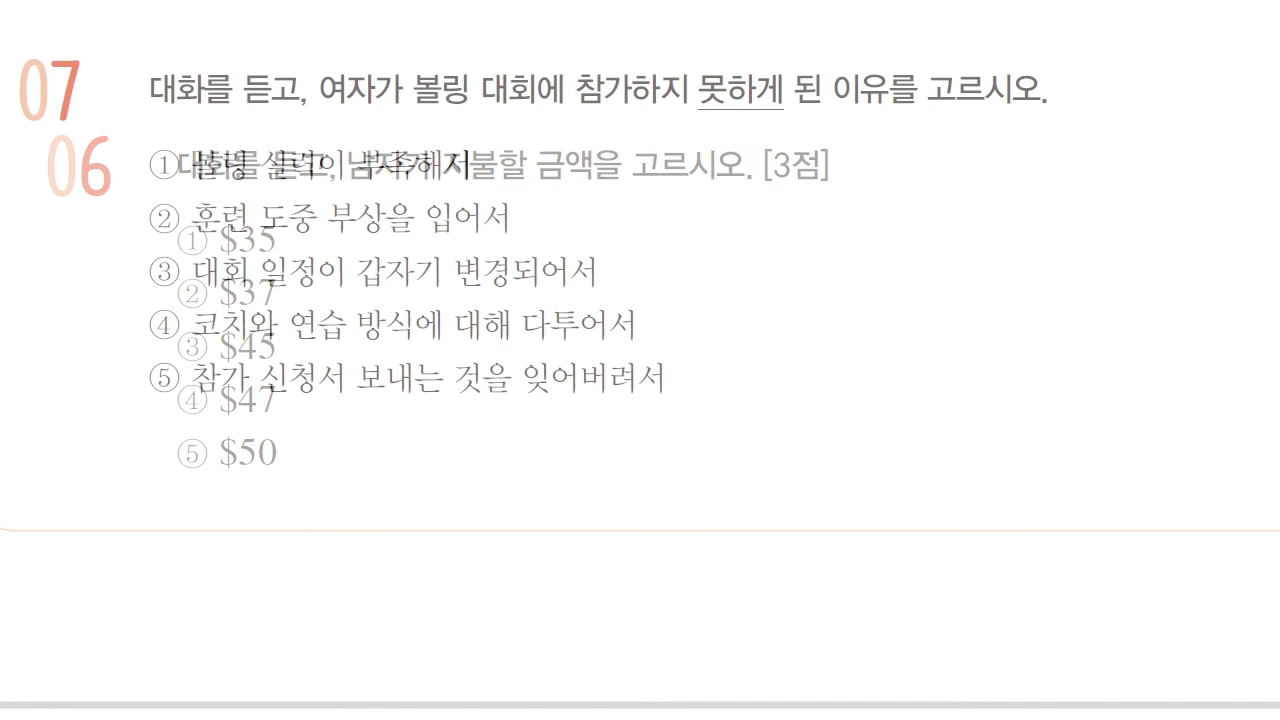 07 대화를 듣고, 여자가 볼링 대회에 참가하지 못하게 된 이유를 고르시오.
① 볼링 실력이 부족해서
② 훈련 도중 부상을 입어서
③ 대회 일정이 갑자기 변경되어서
④ 코치와 연습 방식에 대해 다투어서
⑤ 참가 신청서 보내는 것을 잊어버려서
06 대화를 듣고, 남자가 지불할 금액을 고르시오. [3점]
① $35
② $37
③ $45
④ $47
⑤ $50